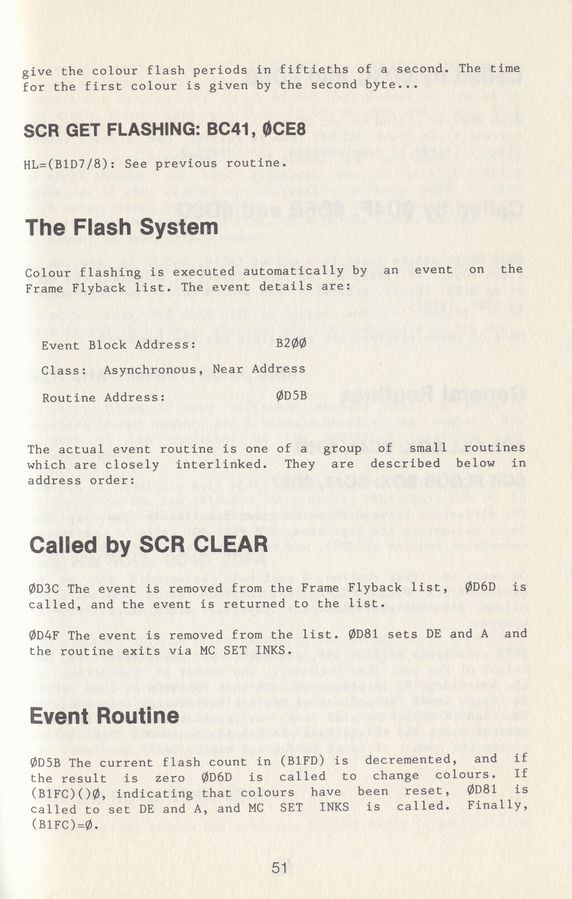 give the colour flash periods in fiftieths of a second. The time
for the first colour is given by the second byte...
SCR GET FLASHING: BC41, ØCE8
HL=(B1D7/8): See previous routine.
The Flash System
Colour flashing is executed automatically by an event on the
Frame Flyback list. The event details are:
Event Block Address: B2ØØ
Class: Asynchronous, Near Address
Routine Address: ØD5B
The actual event routine is one of a group of small routines
which are closely interlinked. They are described below in
address order:
Called by SCR CLEAR
ØD3C The event is removed from the Frame Flyback list, ØD6D is
called, and the event is returned to the list.
ØD4F The event is removed from the list. ØD81 sets DE and A and
the routine exits via MC SET INKS.
Event Routine
ØD5B The current flash count in (B1FD) is decremented, and if
the result is zero ØD6D is called to change colours. If
(B1FC)()Ø, indicating that colours have been reset, ØD81 is
called to set DE and A, and MC SET INKS is called. Finally,
(B1FC)=Ø.
51